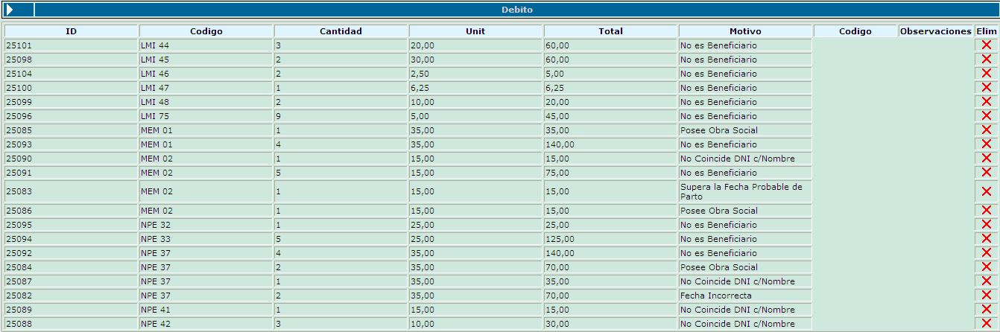 Debito
ID Codigo Cantidad Unit Total Motivo Codigo Observaciones Elim
25101 LMI 44 3 20,00 60,00 No es Beneficiario
25098 LMI 45 2 30,00 60,00 No es Beneficiario
25104 LMI 46 2 2,50 5,00 No es Beneficiario
25100 LMI 47 1 6,25 6,25 No es Beneficiario
25099 LMI 48 2 10,00 20,00 No es Beneficiario
25096 LMI 75 9 5,00 45,00 No es Beneficiario
25085 MEM 01 1 35,00 35,00 Posee Obra Social
25093 MEM 01 4 35,00 140,00 No es Beneficiario
25090 MEM 02 1 15,00 15,00 No Coincide DNI c/Nombre
25091 MEM 02 5 15,00 75,00 No es Beneficiario
25083 MEM 02 1 15,00 15,00 Supera la Fecha Probable de
Parto
25086 MEM 02 1 15,00 15,00 Posee Obra Social
25095 NPE 32 1 25,00 25,00 No es Beneficiario
25094 NPE 33 5 25,00 125,00 No es Beneficiario
25092 NPE 37 4 35,00 140,00 No es Beneficiario
25084 NPE 37 2 35,00 70,00 Posee Obra Social
25087 NPE 37 1 35,00 35,00 No Coincide DNI c/Nombre
25082 NPE 37 2 35,00 70,00 Fecha Incorrecta
25089 NPE 41 1 15,00 15,00 No Coincide DNI c/Nombre
25088 NPE 42 3 10,00 30,00 No Coincide DNI c/Nombre